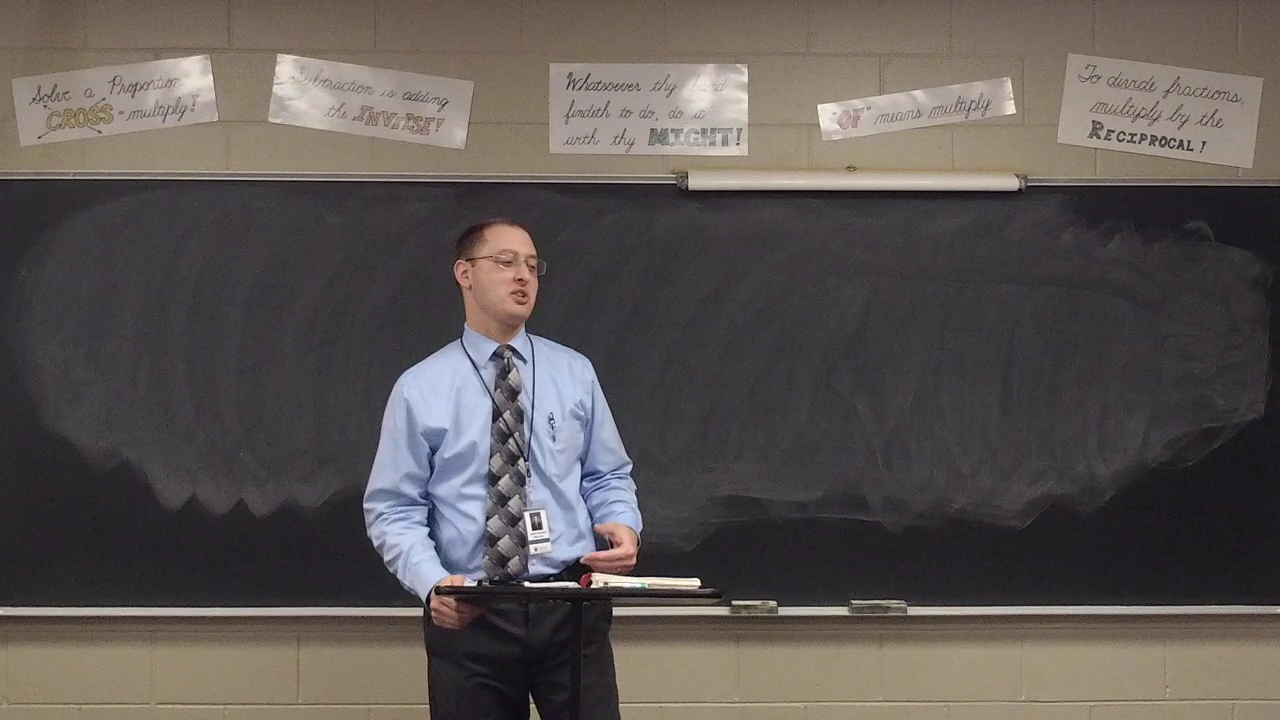 Solve a Proportion
CROSS-multiply!
Subtraction is adding
the INVERSE!
Whatsoever thy hand
findeth to do, do it
with thy MIGHT!
"OF" means multiply
To divide fractions,
multiply by the
RECIPROCAL!